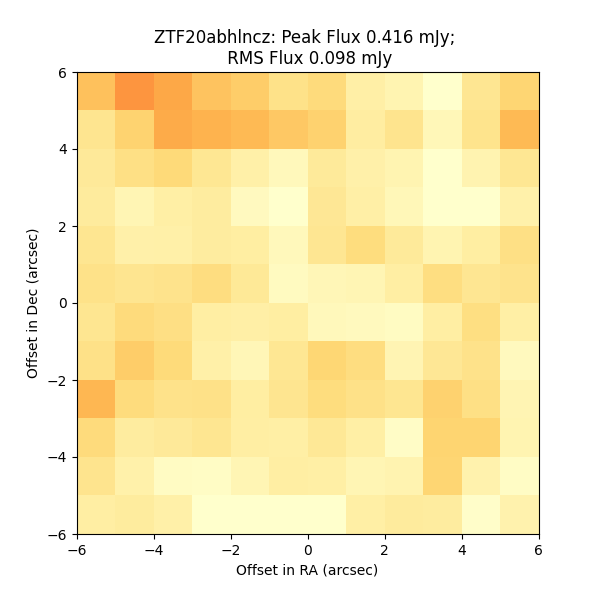 ZTF20abhlncz: Peak Flux 0.416 mJy;
RMS Flux 0.098 mJy
6
4
2
0
−2
−4
−6
Offset in Dec (arcsec)
−6 −4 −2 0 2 4 6
Offset in RA (arcsec)